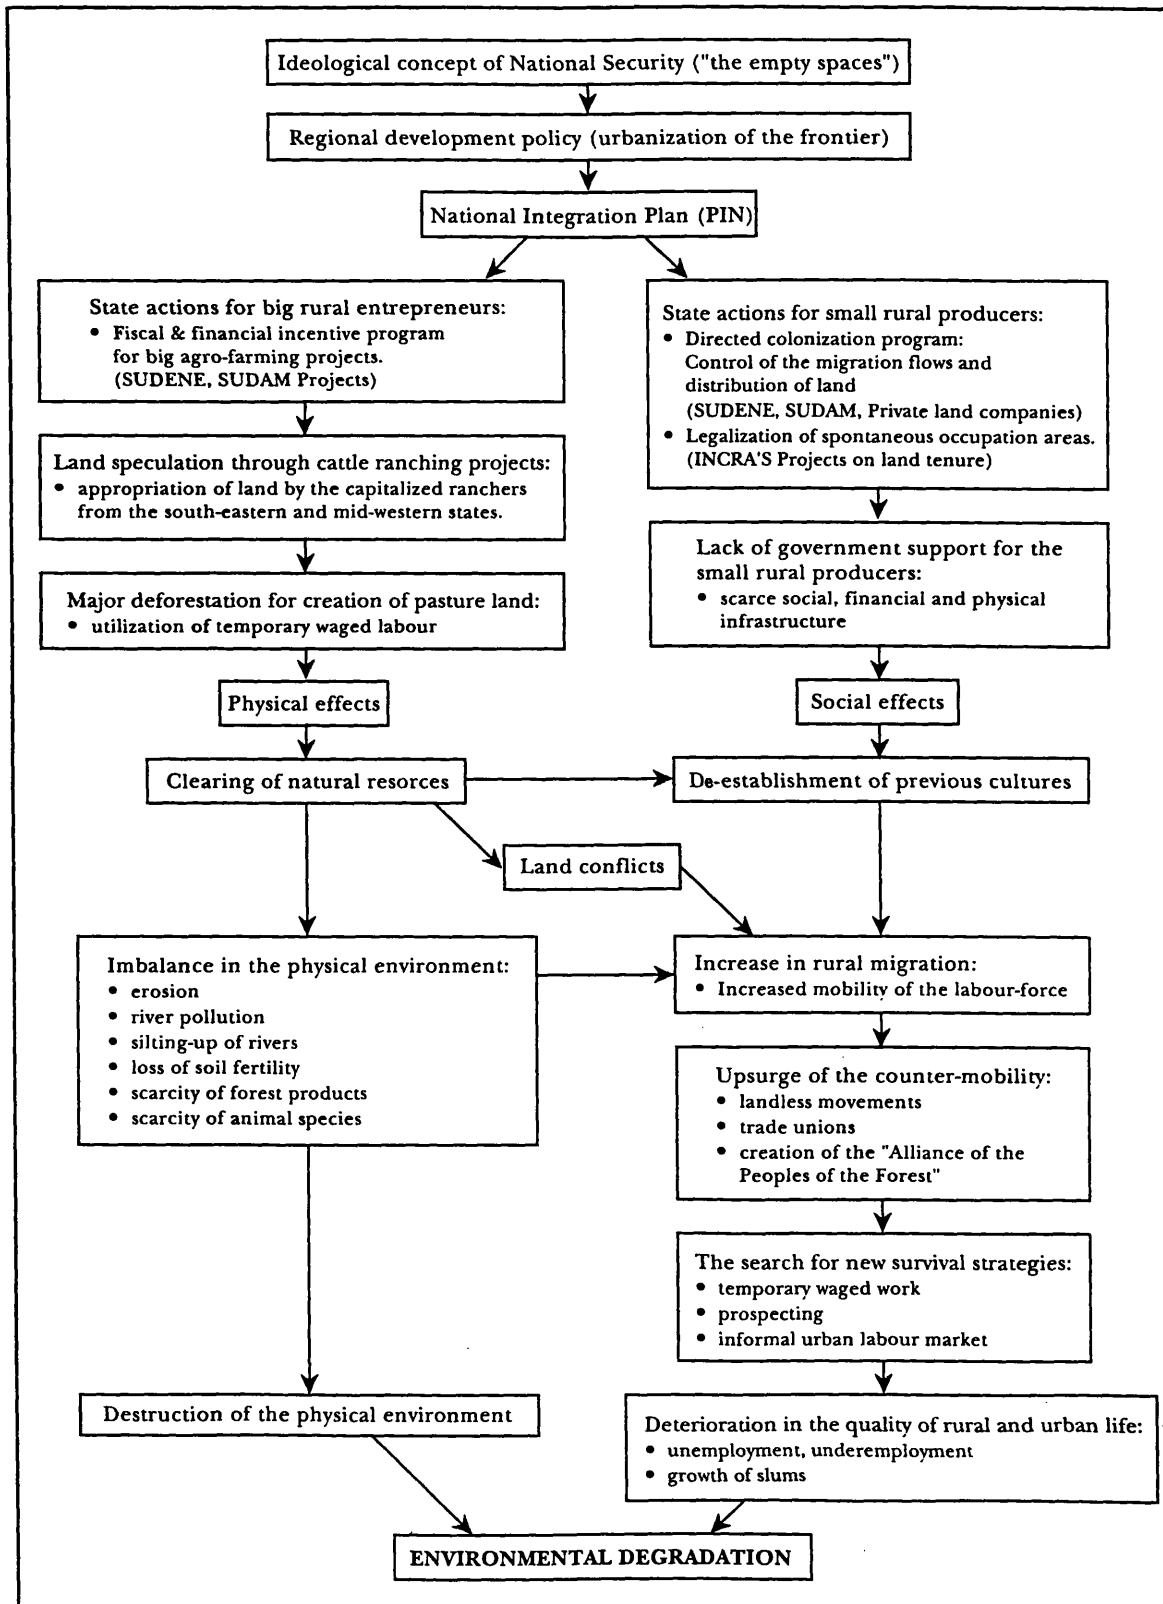 Ideological concept of National Security ("the empty spaces")
Regional development policy (urbanization of the frontier)
National Integration Plan (PIN)
State actions for big rural entrepreneurs:
• Fiscal & financial incentive program
for big agro-farming projects.
(SUDENE, SUDAM Projects)
Land speculation through cattle ranching projects:
• appropriation of land by the capitalized ranchers
from the south-eastern and mid-western states.
Major deforestation for creation of pasture land:
• utilization of temporary waged labour
Physical effects
State actions for small rural producers:
• Directed colonization program:
Control of the migration flows and
distribution of land
(SUDENE, SUDAM, Private land companies)
• Legalization of spontaneous occupation areas.
(INCRA'S Projects on land tenure)
Lack of government support for the
small rural producers:
• scarce social, financial and physical
infrastructure
Social effects
Clearing of natural resorces
De-establishment of previous cultures
Land conflicts
Imbalance in the physical environment:
• erosion
• river pollution
• silting-up of rivers
• loss of soil fertility
• scarcity of forest products
• scarcity of animal species
Increase in rural migration:
• Increased mobility of the labour-force
Upsurge of the counter-mobility:
• landless movements
• trade unions
• creation of the "Alliance of the
Peoples of the Forest"
The search for new survival strategies:
• temporary waged work
• prospecting
• informal urban labour market
Destruction of the physical environment
Deterioration in the quality of rural and urban life:
• unemployment, underemployment
• growth of slums
ENVIRONMENTAL DEGRADATION